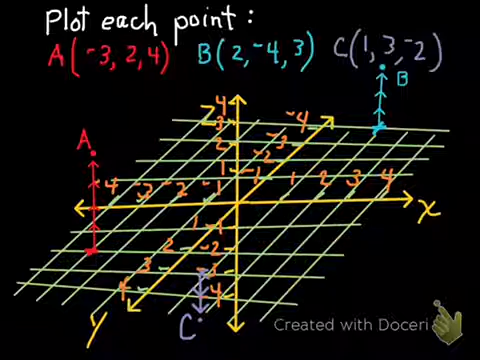 Plot each point:
A(-3, 2, 4) B(2, -4, 3) C(1, 3, -2)
B
Z 4 -4
3 -3
A 2 -2
1 -1
-4 -3 -2 -1 1 2 3 4
x
1 -1
2 -2
3 -3
4 -4
y C
Created with Doceri